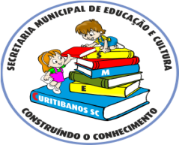 SECRETARIA MUNICIPAL DE EDUCAÇÃO E CULTURA
S
M
E
C
CURITIBANOS SC
CONSTRUÍNDO O CONHECIMENTO